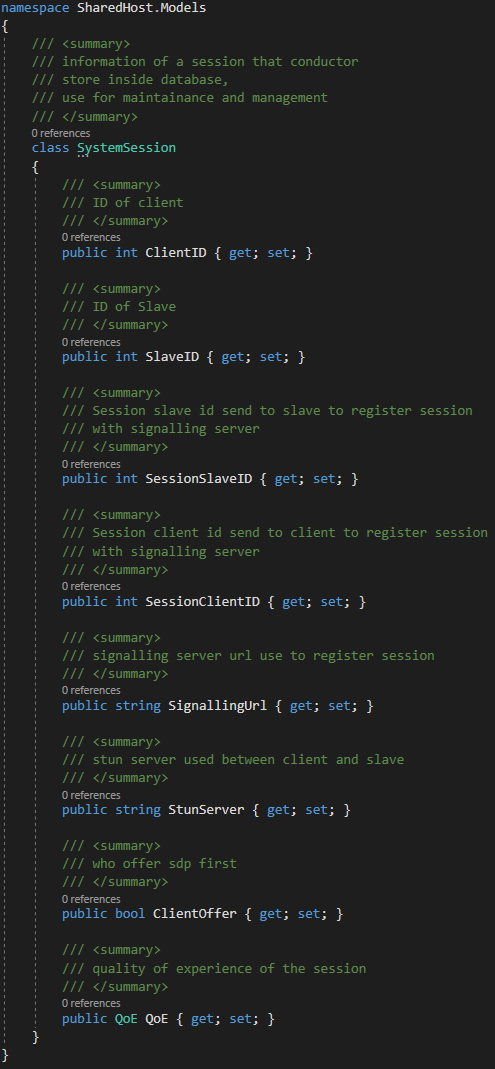 namespace SharedHost.Models
{
/// <summary>
/// information of a session that conductor
/// store inside database,
/// use for maintainance and management
/// </summary>
0 references
class SystemSession
{
/// <summary>
/// ID of client
/// </summary>
0 references
public int ClientID { get; set; }
/// <summary>
/// ID of Slave
/// </summary>
0 references
public int SlaveID { get; set; }
/// <summary>
/// Session slave id send to slave to register session
/// with signalling server
/// </summary>
0 references
public int SessionSlaveID { get; set; }
/// <summary>
/// Session client id send to client to register session
/// with signalling server
/// </summary>
0 references
public int SessionClientID { get; set; }
/// <summary>
/// signalling server url use to register session
/// </summary>
0 references
public string SignallingUrl { get; set; }
/// <summary>
/// stun server used between client and slave
/// </summary>
0 references
public string StunServer { get; set; }
/// <summary>
/// who offer sdp first
/// </summary>
0 references
public bool ClientOffer { get; set; }
/// <summary>
/// quality of experience of the session
/// </summary>
0 references
public QoE QoE { get; set; }
}
}